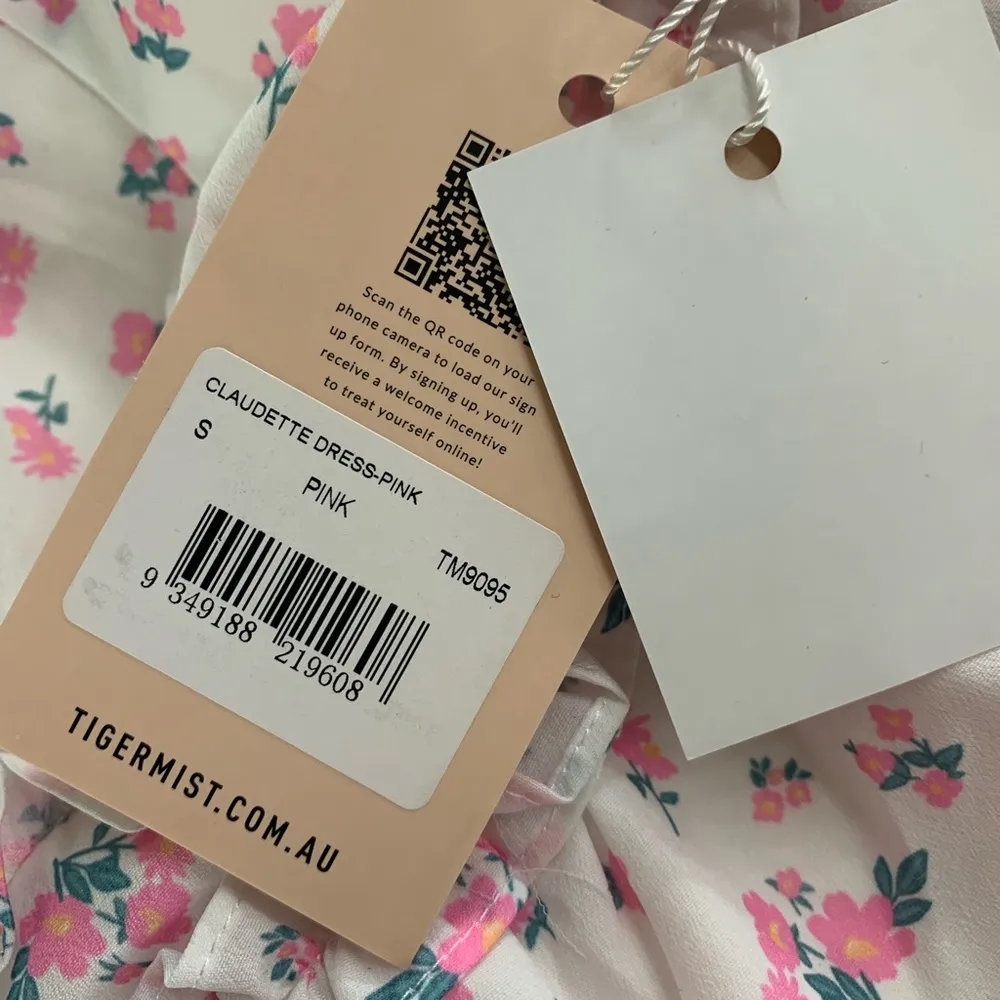 Scan the QR code on your
phone camera to load our sign
up form. By signing up, you'll
receive a welcome incentive
to treat yourself online!
CLAUDETTE DRESS-PINK
S
PINK
TM9095
9 349188 219608
TIGERMIST.COM.AU